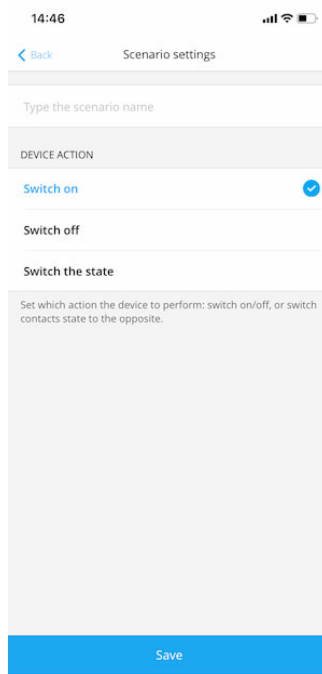 14:46
Back Scenario settings
Type the scenario name
DEVICE ACTION
Switch on
Switch off
Switch the state
Set which action the device to perform: switch on/off, or switch
contacts state to the opposite.
Save